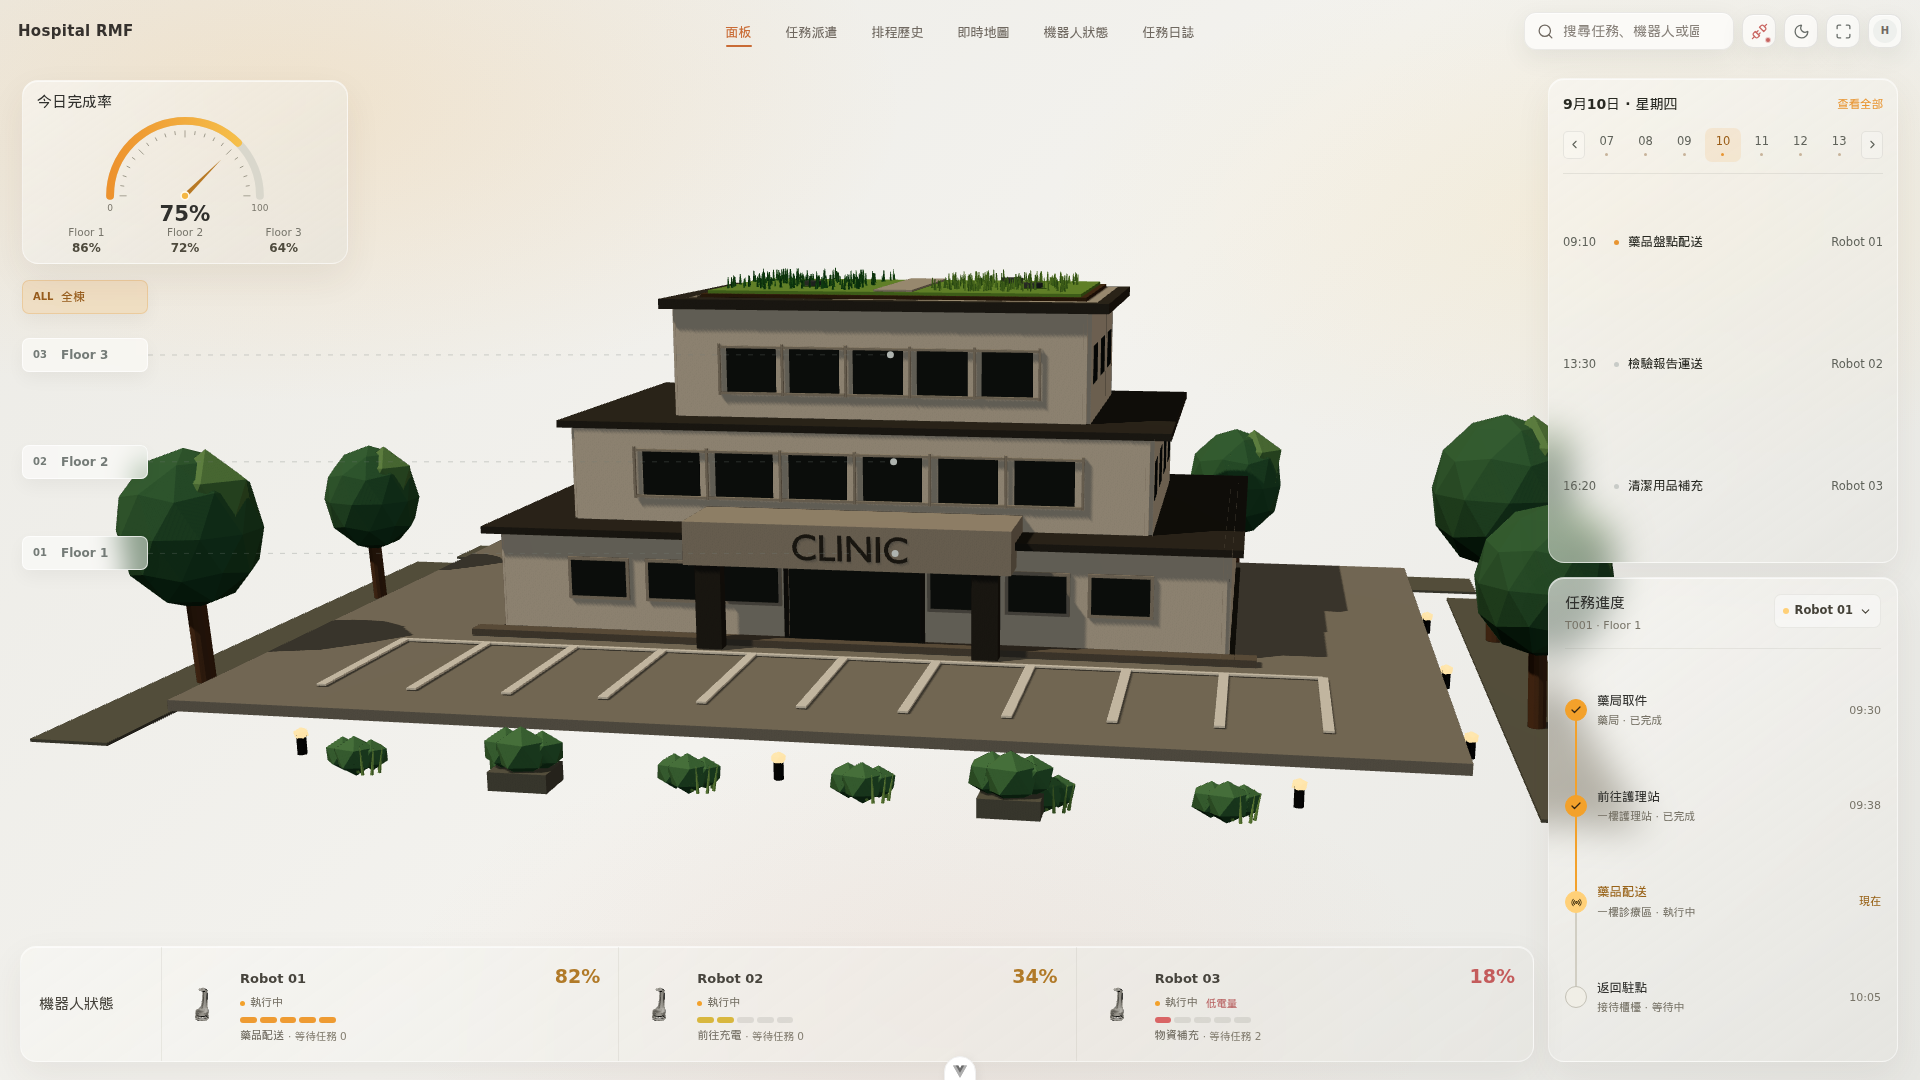 Hospital RMF
面板
任務派遣
排程歷史
即時地圖
機器人狀態
任務日誌
搜尋任務、機器人或區
H
今日完成率
0
100
75%
Floor 1
Floor 2
Floor 3
86%
72%
64%
ALL 全棟
03 Floor 3
02 Floor 2
01 Floor 1
CLINIC
9月10日 · 星期四
查看全部
07 08 09 10 11 12 13
09:10 藥品盤點配送 Robot 01
13:30 檢驗報告運送 Robot 02
16:20 清潔用品補充 Robot 03
任務進度
T001 · Floor 1
Robot 01
藥局取件
藥局 · 已完成
09:30
前往護理站
一樓護理站 · 已完成
09:38
藥品配送
一樓診療區 · 執行中
現在
返回駐點
接待櫃檯 · 等待中
10:05
機器人狀態
Robot 01
82%
執行中
藥品配送 · 等待任務 0
Robot 02
34%
執行中
前往充電 · 等待任務 0
Robot 03
18%
執行中 低電量
物資補充 · 等待任務 2